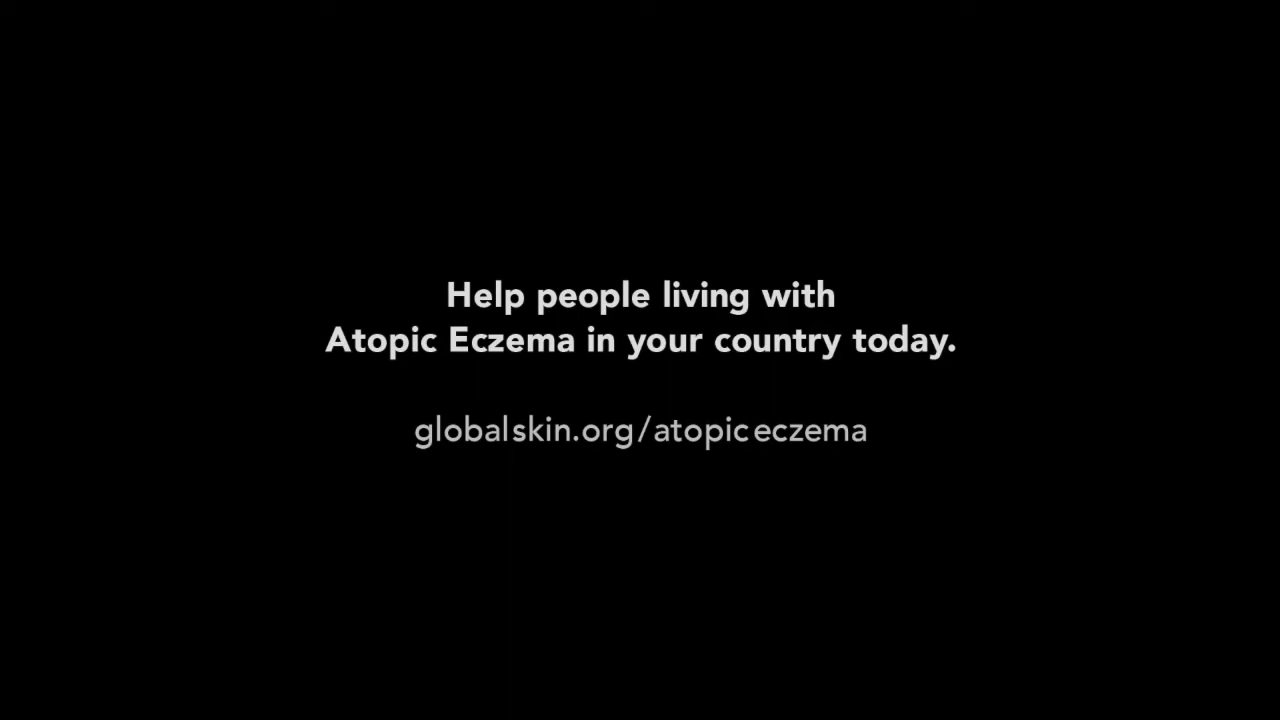 Help people living with
Atopic Eczema in your country today.
globalskin.org/atopiceczema